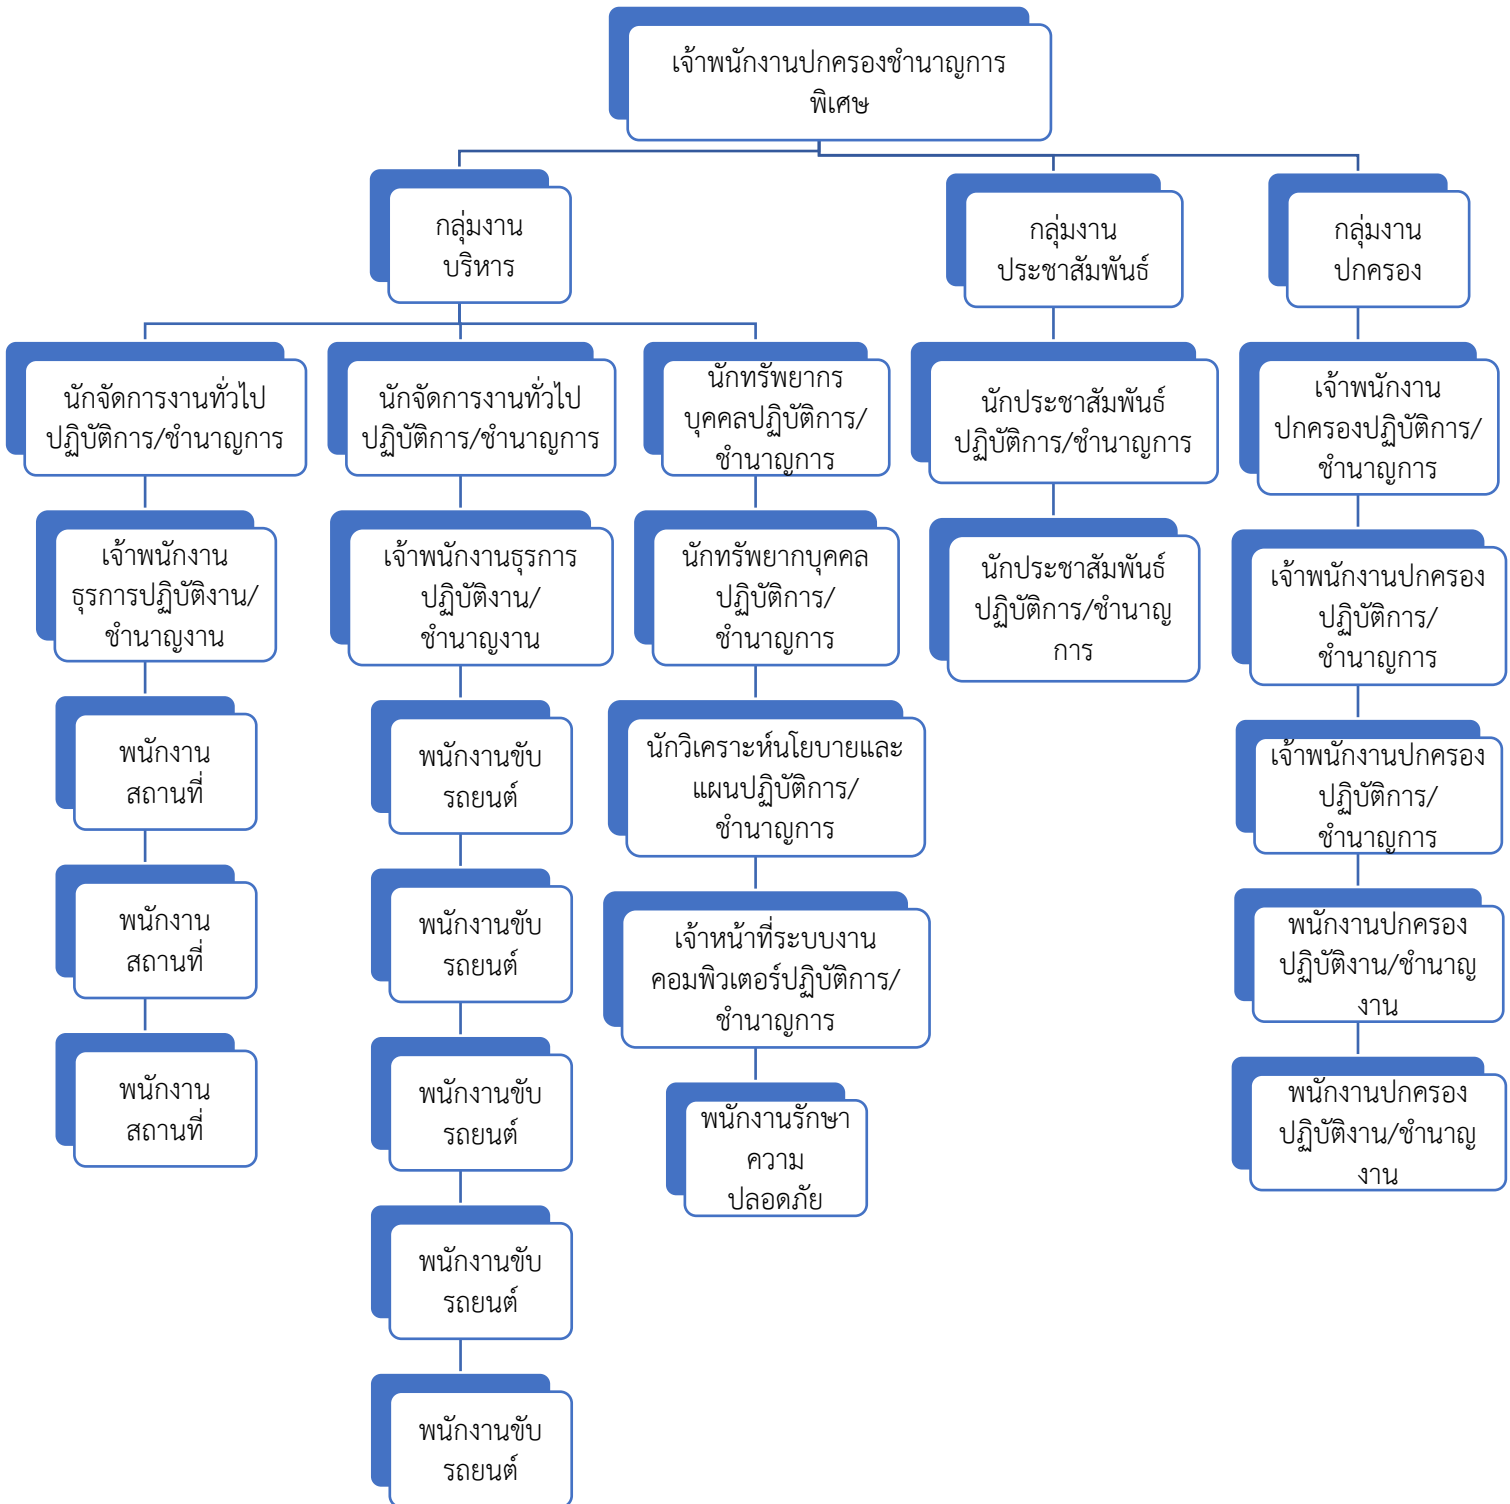 เจ้าพนักงานปกครองชำนาญการ
พิเศษ
กลุ่มงาน
บริหาร
กลุ่มงาน
ประชาสัมพันธ์
กลุ่มงาน
ปกครอง
นักจัดการงานทั่วไป
ปฏิบัติการ/ชำนาญการ
นักจัดการงานทั่วไป
ปฏิบัติการ/ชำนาญการ
นักทรัพยากร
บุคคลปฏิบัติการ/
ชำนาญการ
นักประชาสัมพันธ์
ปฏิบัติการ/ชำนาญการ
เจ้าพนักงาน
ปกครองปฏิบัติการ/
ชำนาญการ
เจ้าพนักงาน
ธุรการปฏิบัติงาน/
ชำนาญงาน
เจ้าพนักงานธุรการ
ปฏิบัติงาน/
ชำนาญงาน
นักทรัพยากบุคคล
ปฏิบัติการ/
ชำนาญการ
นักประชาสัมพันธ์
ปฏิบัติการ/ชำนาญ
การ
เจ้าพนักงานปกครอง
ปฏิบัติการ/
ชำนาญการ
พนักงาน
สถานที่
พนักงานขับ
รถยนต์
นักวิเคราะห์นโยบายและ
แผนปฏิบัติการ/
ชำนาญการ
เจ้าพนักงานปกครอง
ปฏิบัติการ/
ชำนาญการ
พนักงาน
สถานที่
พนักงานขับ
รถยนต์
เจ้าหน้าที่ระบบงาน
คอมพิวเตอร์ปฏิบัติการ/
ชำนาญการ
พนักงานปกครอง
ปฏิบัติงาน/ชำนาญ
งาน
พนักงาน
สถานที่
พนักงานขับ
รถยนต์
พนักงานรักษา
ความ
ปลอดภัย
พนักงานปกครอง
ปฏิบัติงาน/ชำนาญ
งาน
พนักงานขับ
รถยนต์
พนักงานขับ
รถยนต์